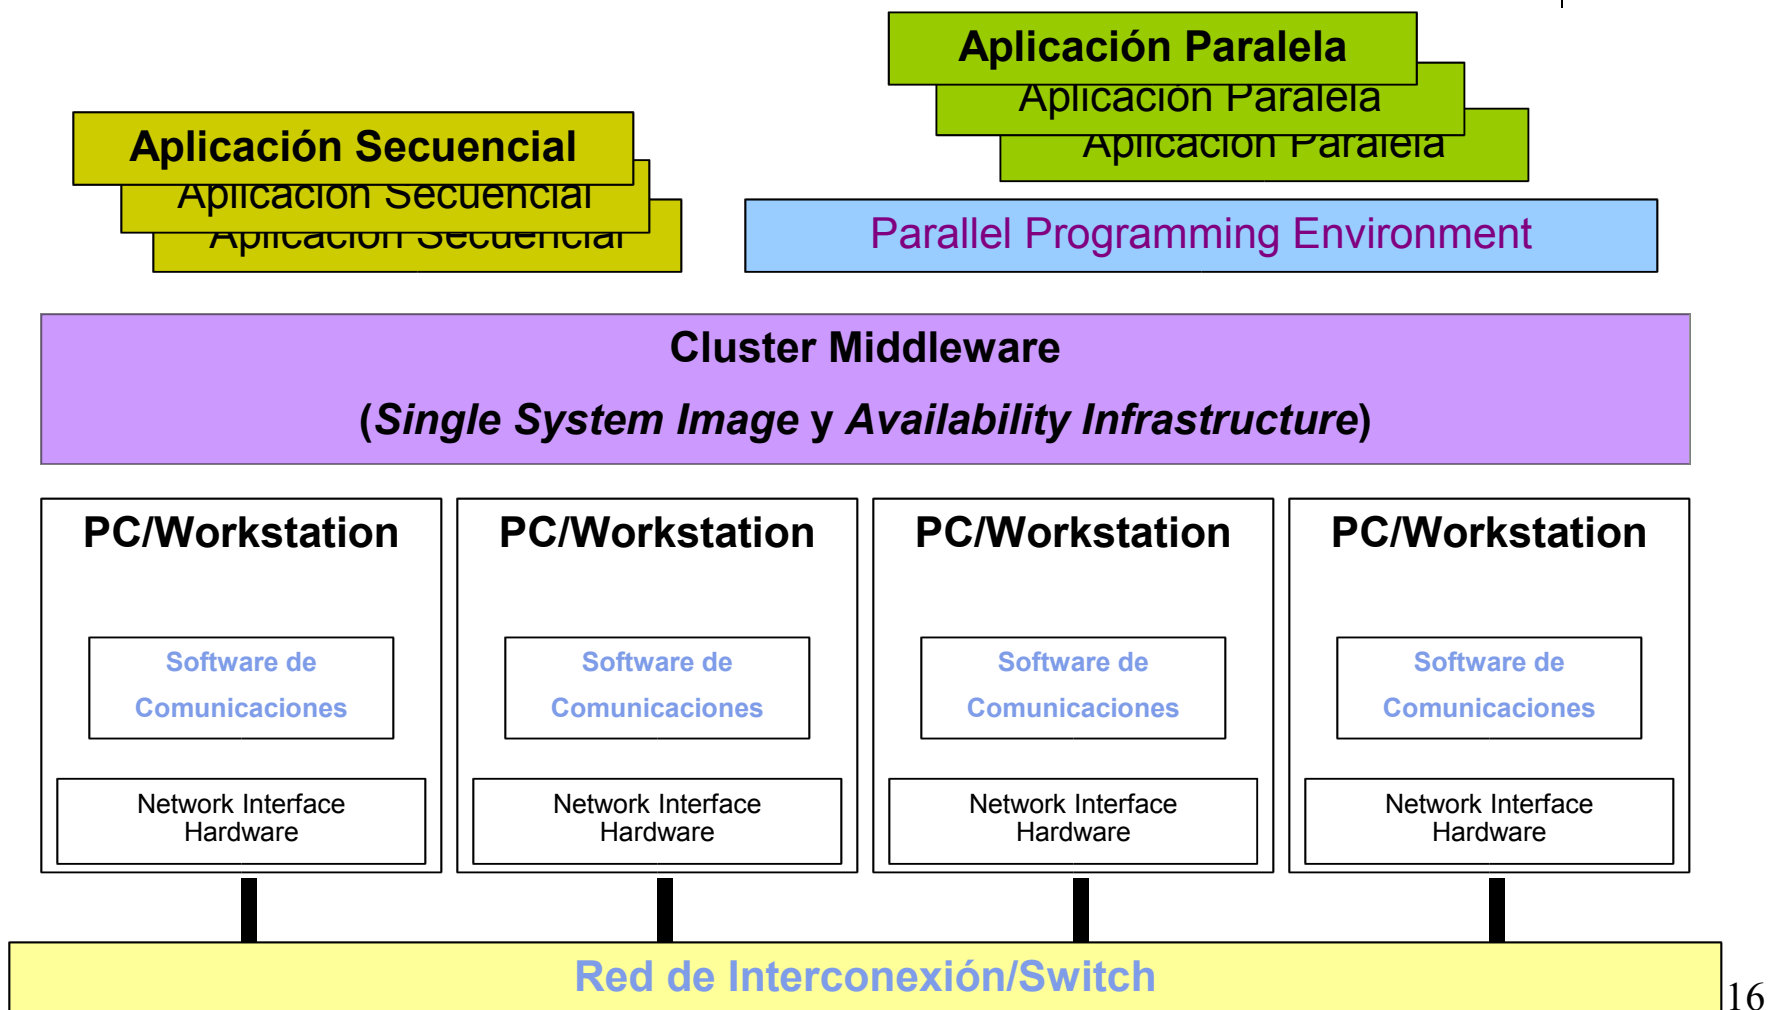 Aplicación Paralela
Aplicación Paralela
Aplicación Paralela
Aplicación Secuencial
Aplicación Secuencial
Aplicación Secuencial
Parallel Programming Environment
Cluster Middleware
(Single System Image y Availability Infrastructure)
PC/Workstation
Software de
Comunicaciones
Network Interface
Hardware
PC/Workstation
Software de
Comunicaciones
Network Interface
Hardware
PC/Workstation
Software de
Comunicaciones
Network Interface
Hardware
PC/Workstation
Software de
Comunicaciones
Network Interface
Hardware
Red de Interconexión/Switch
16